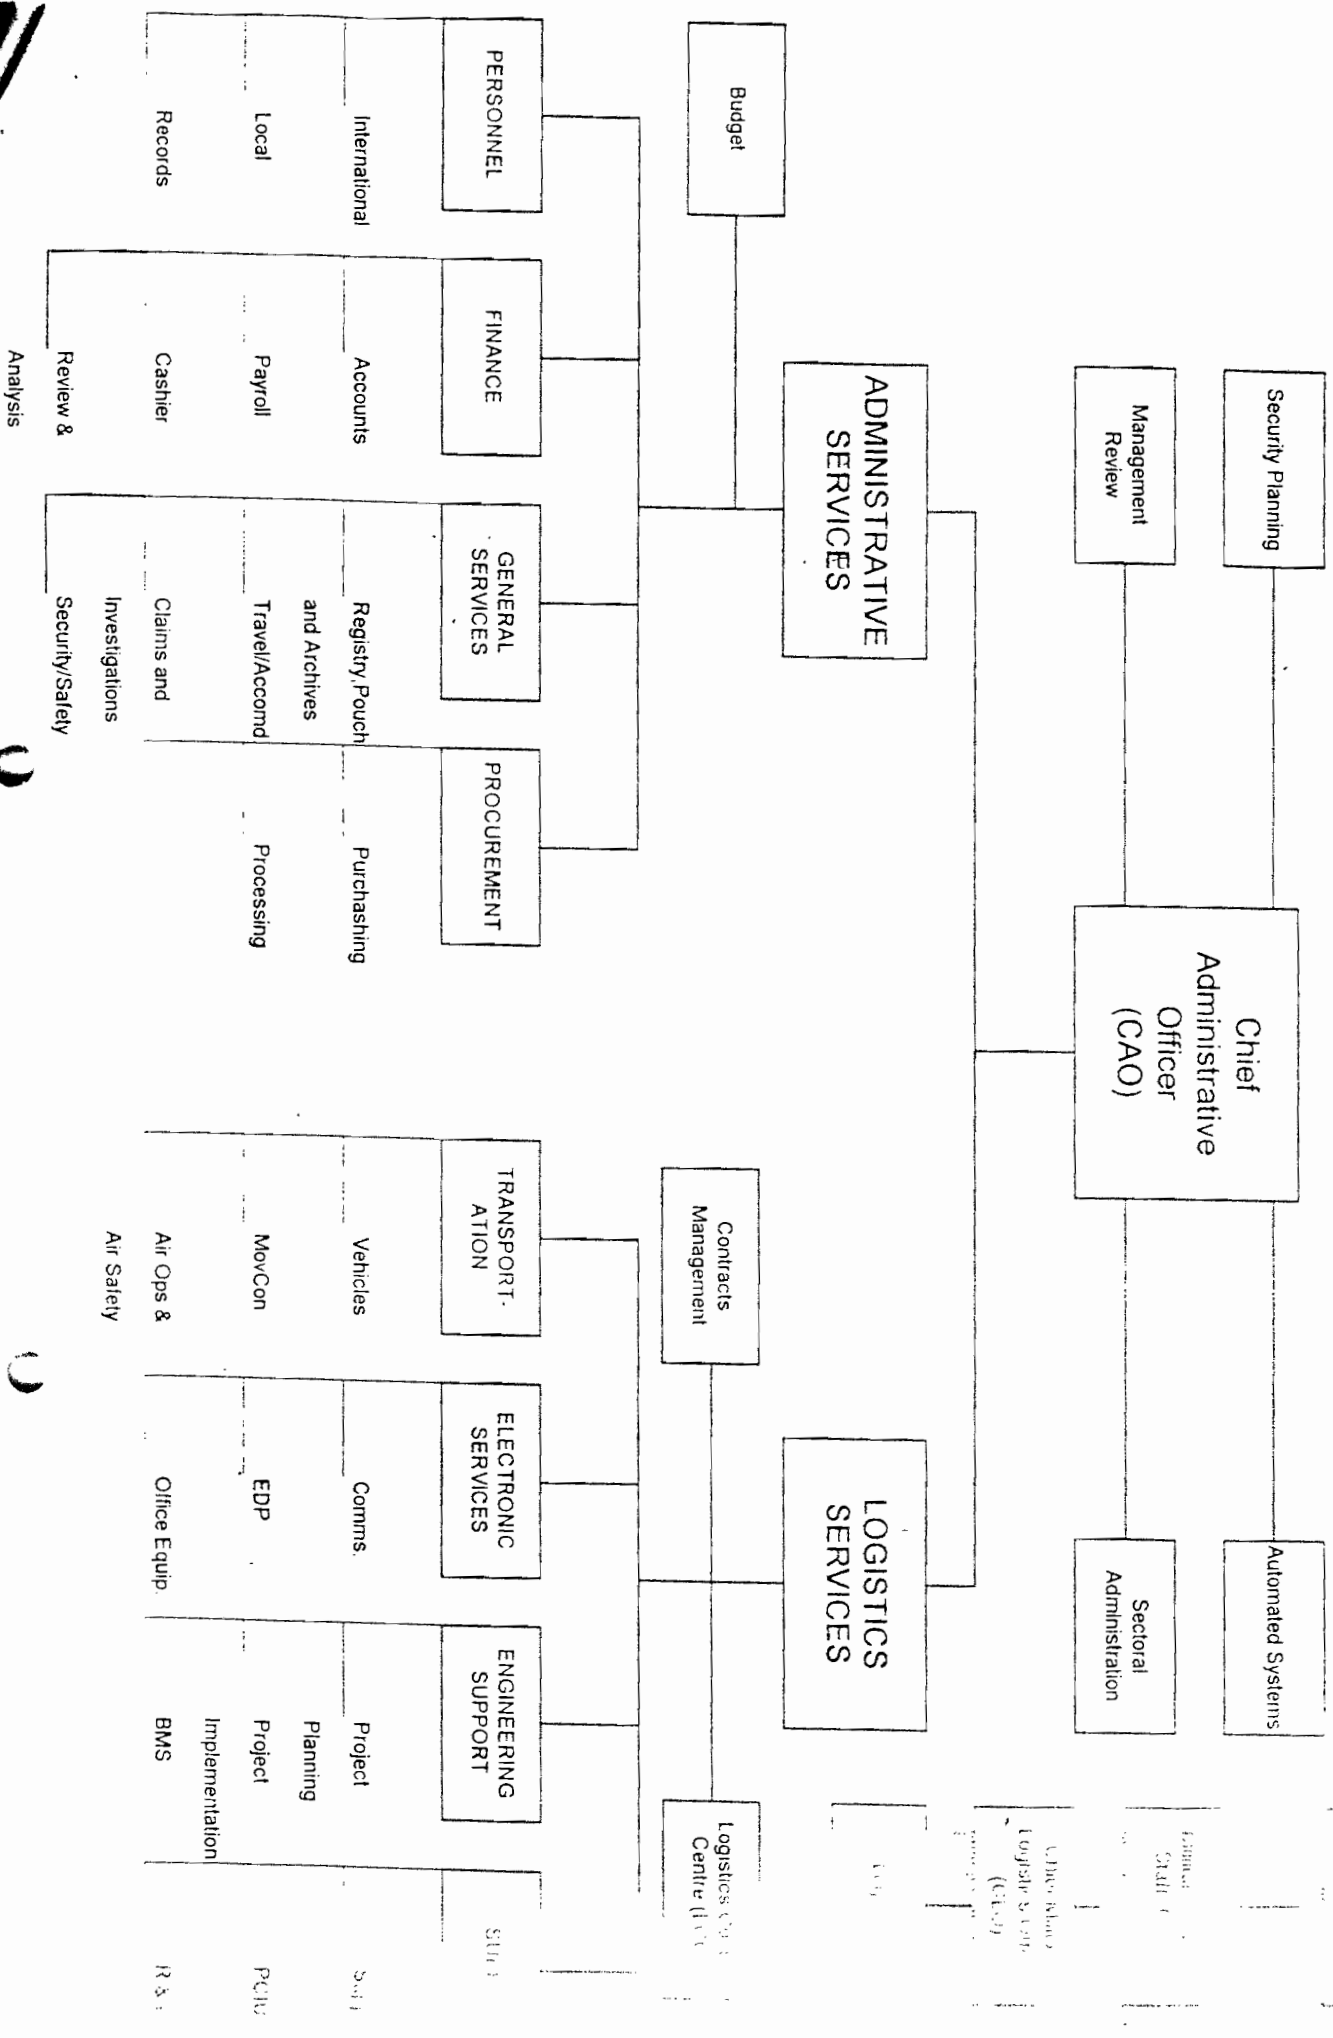 Security Planning
Automated Systems
Chief
Administrative
Officer
(CAO)
Management
Review
Sectoral
Administration
ADMINISTRATIVE
SERVICES
LOGISTICS
SERVICES
Budget
Contracts
Management
Logistics
Centre
PERSONNEL
International
Local
Records
FINANCE
Accounts
Payroll
Cashier
Review &
Analysis
GENERAL
SERVICES
Registry,Pouch
and Archives
Travel/Accomd
Claims and
Investigations
Security/Safety
PROCUREMENT
Purchashing
Processing
TRANSPORT-
ATION
Vehicles
MovCon
Air Ops &
Air Safety
ELECTRONIC
SERVICES
Comms.
EDP
Office Equip.
ENGINEERING
SUPPORT
Project
Planning
Project
Implementation
BMS